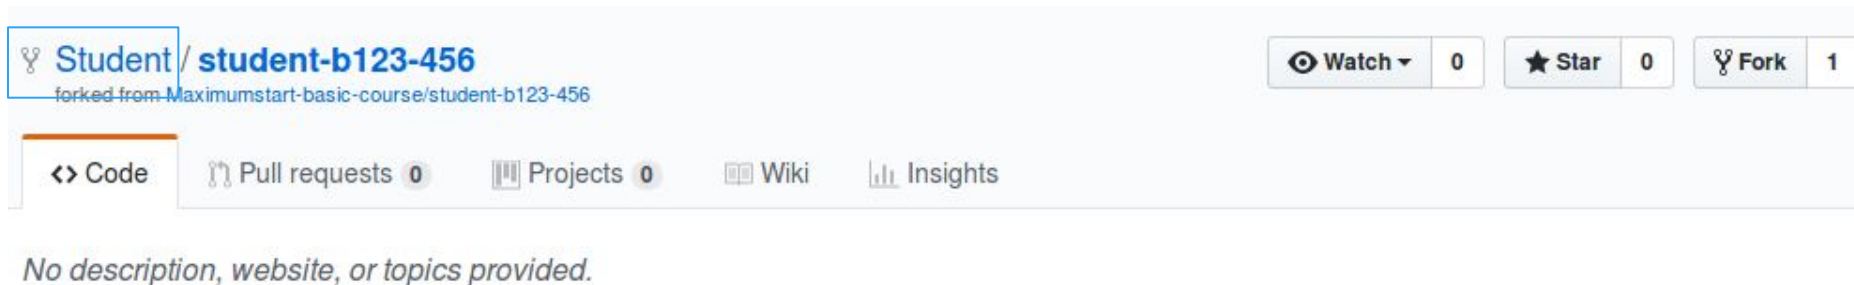 Student / student-b123-456
Watch 0 Star 0 Fork 1
forked from Maximumstart-basic-course/student-b123-456
<> Code Pull requests 0 Projects 0 Wiki Insights
No description, website, or topics provided.